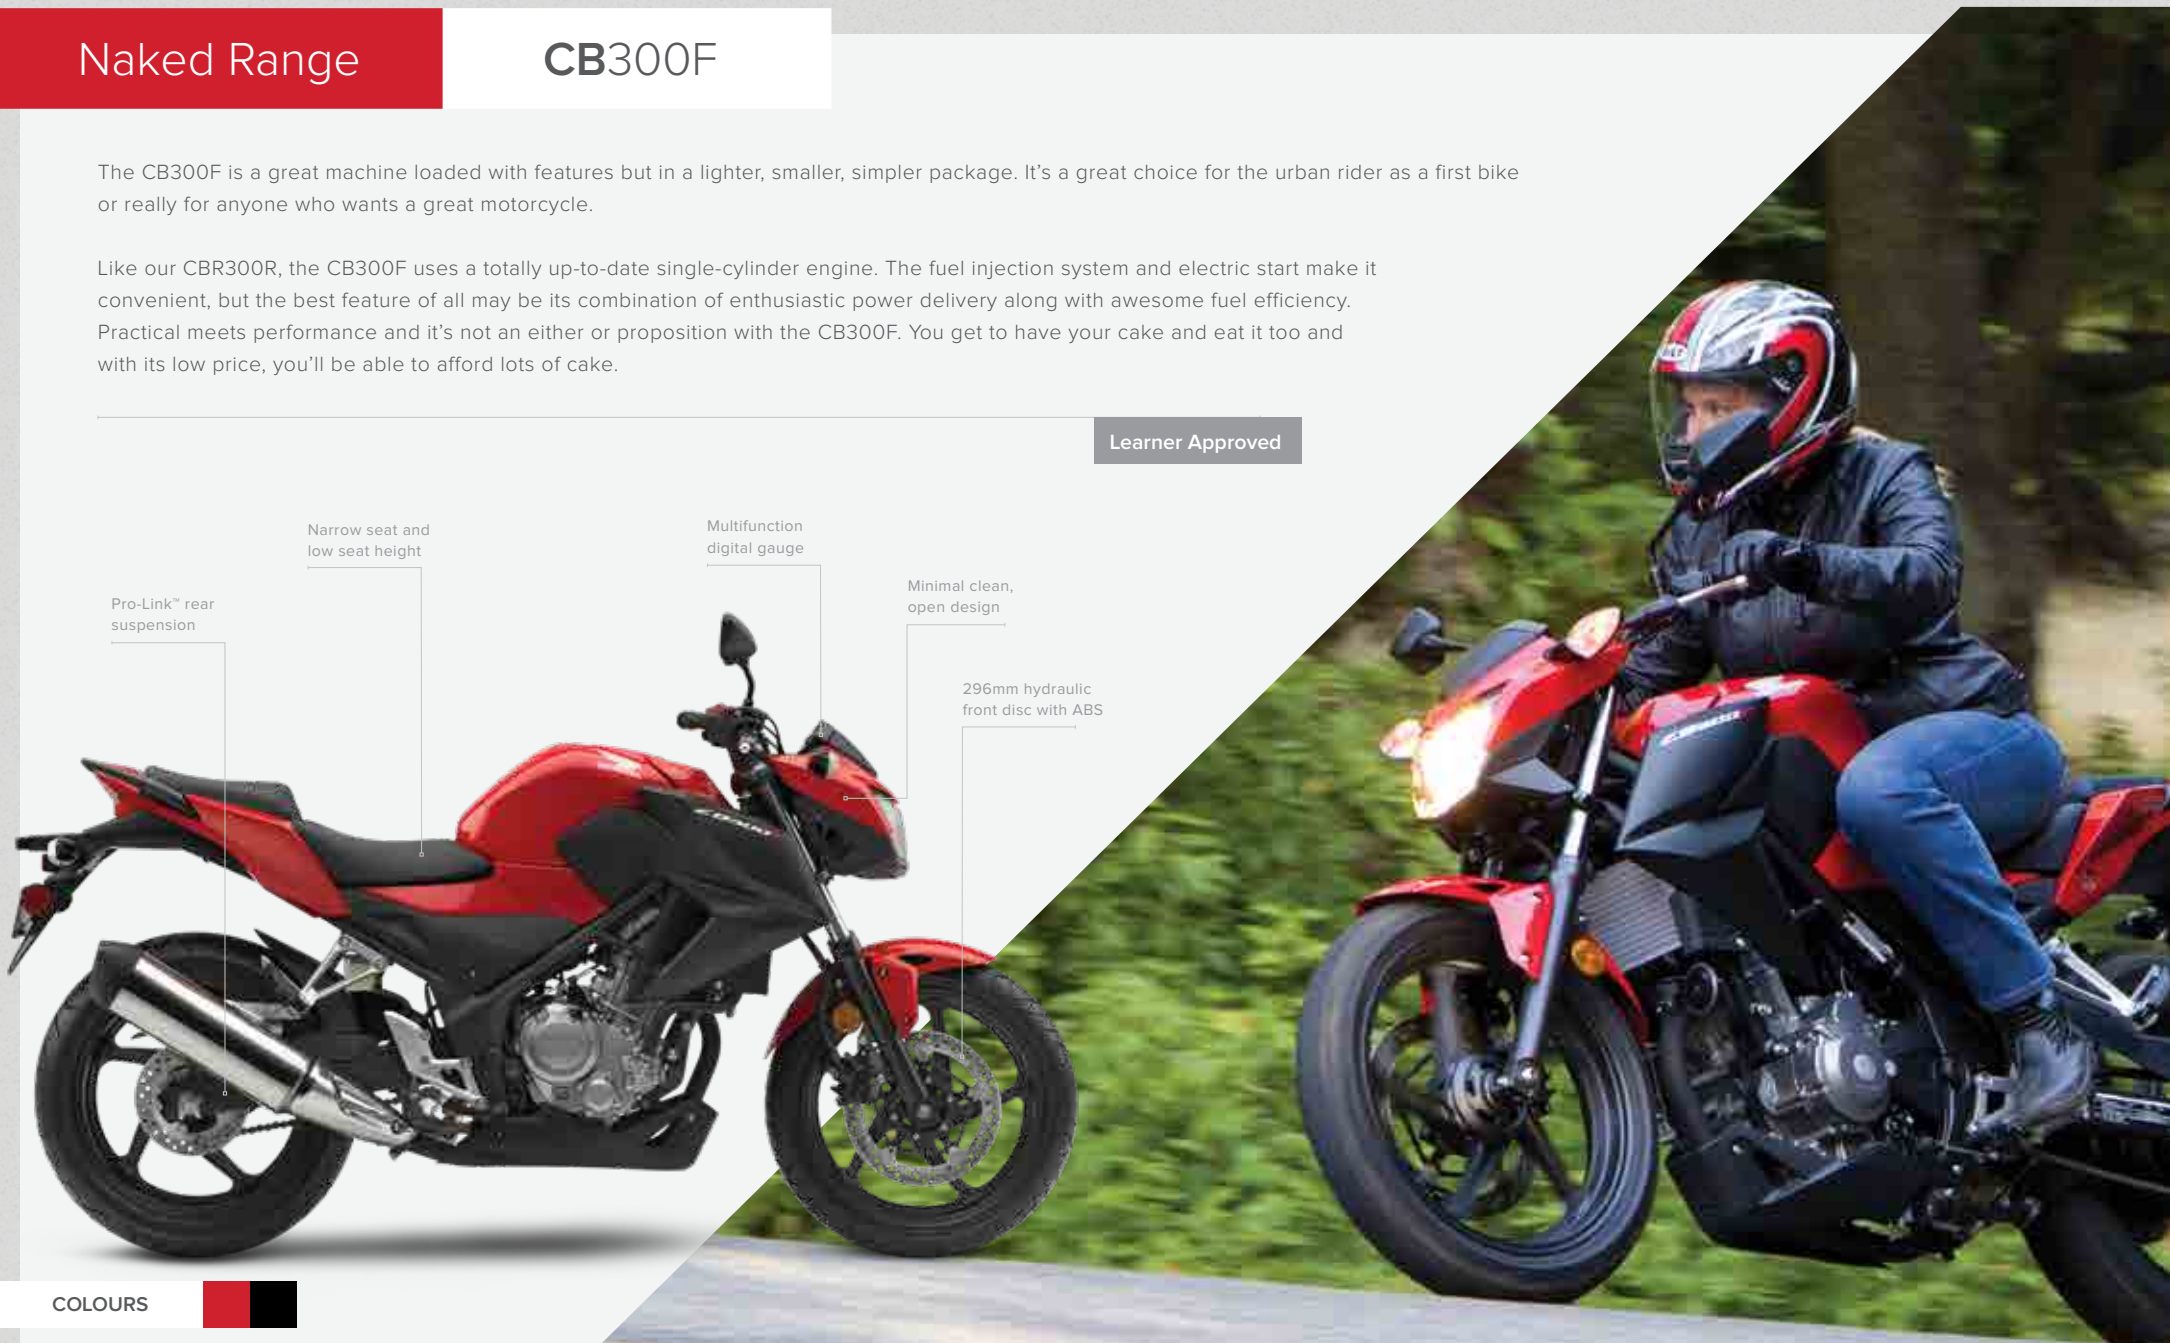 Naked Range
CB300F
The CB300F is a great machine loaded with features but in a lighter, smaller, simpler package. It's a great choice for the urban rider as a first bike
or really for anyone who wants a great motorcycle.
Like our CBR300R, the CB300F uses a totally up-to-date single-cylinder engine. The fuel injection system and electric start make it
convenient, but the best feature of all may be its combination of enthusiastic power delivery along with awesome fuel efficiency.
Practical meets performance and it's not an either or proposition with the CB300F. You get to have your cake and eat it too and
with its low price, you'll be able to afford lots of cake.
Learner Approved
Narrow seat and
low seat height
Multifunction
digital gauge
Minimal clean,
open design
Pro-Link™ rear
suspension
296mm hydraulic
front disc with ABS
COLOURS